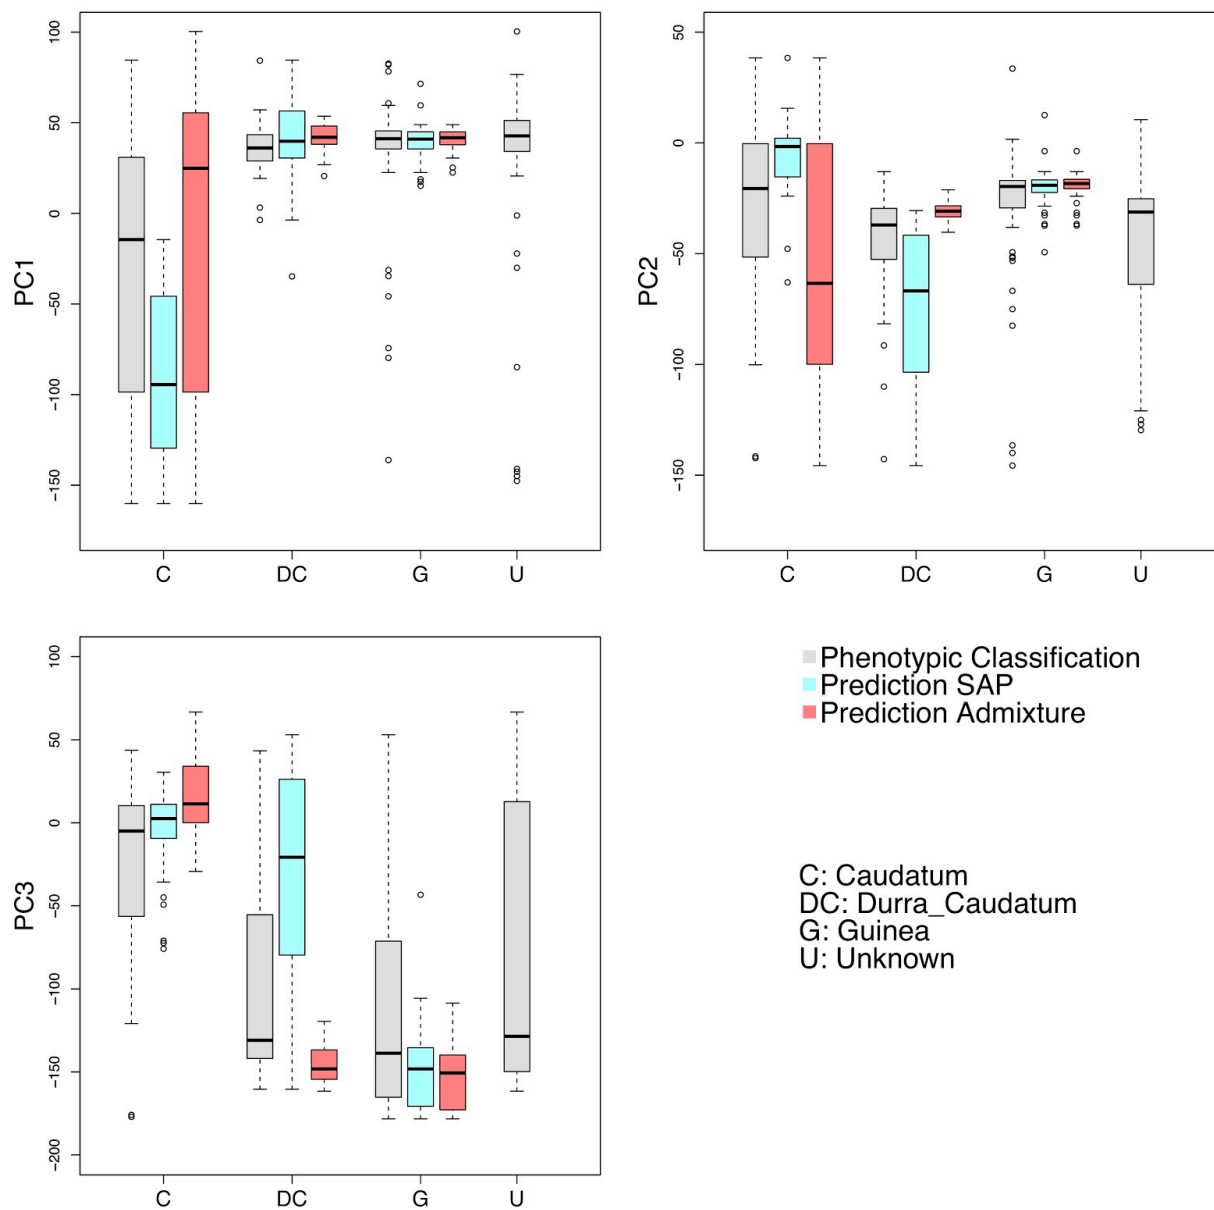 PC1
100
50
0
−50
−100
−150
C DC G U
PC2
50
0
−50
−100
−150
C DC G U
PC3
100
50
0
−50
−100
−150
−200
C DC G U
Phenotypic Classification
Prediction SAP
Prediction Admixture
C: Caudatum
DC: Durra_Caudatum
G: Guinea
U: Unknown